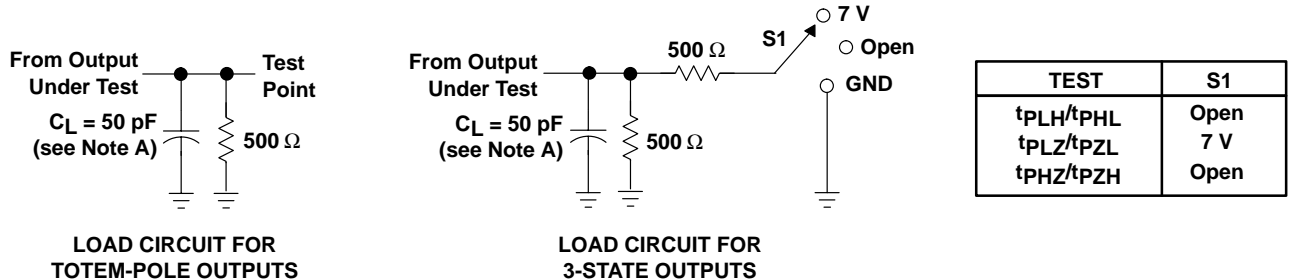 From Output
Under Test
Test
Point
C_L = 50 pF
(see Note A)
500 Ω
LOAD CIRCUIT FOR
TOTEM-POLE OUTPUTS
From Output
Under Test
C_L = 50 pF
(see Note A)
500 Ω
500 Ω
S1
7 V
Open
GND
LOAD CIRCUIT FOR
3-STATE OUTPUTS
TEST S1
tPLH/tPHL Open
tPLZ/tPZL 7 V
tPHZ/tPZH Open